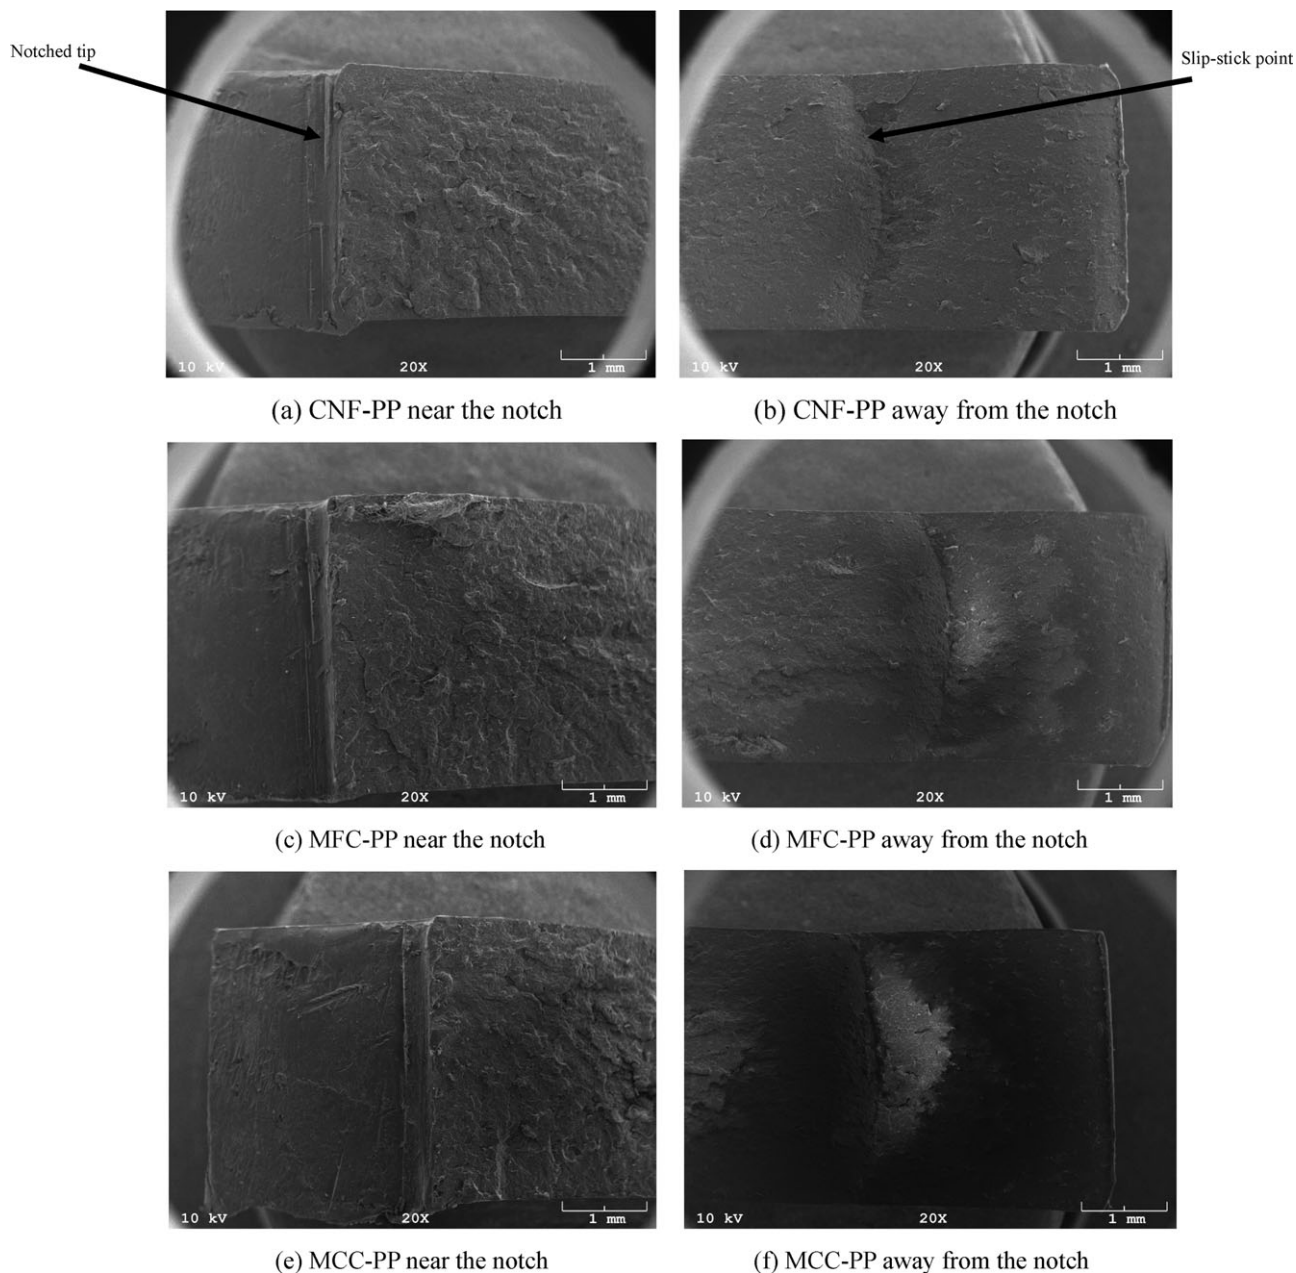 Notched tip
Slip-stick point
10 kV 20X 1 mm
10 kV 20X 1 mm
(a) CNF-PP near the notch
(b) CNF-PP away from the notch
10 kV 20X 1 mm
10 kV 20X 1 mm
(c) MFC-PP near the notch
(d) MFC-PP away from the notch
10 kV 20X 1 mm
10 kV 20X 1 mm
(e) MCC-PP near the notch
(f) MCC-PP away from the notch